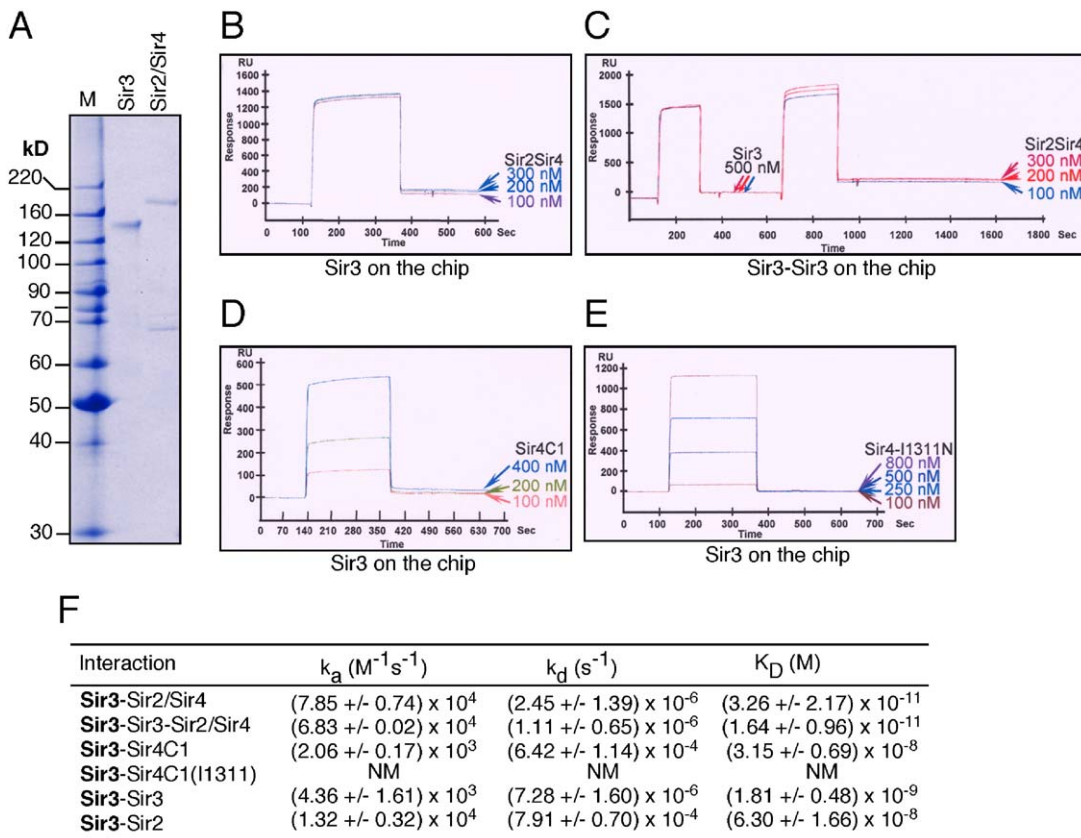 A
M
Sir3
Sir2/Sir4
kD
220
160
120
100
90
70
60
50
40
30
B
RU
1600
1400
1200
1000
800
600
400
200
0
Response
0 100 200 300 400 500 600 Sec
Time
Sir2Sir4
300 nM
200 nM
100 nM
Sir3 on the chip
C
RU
2000
1500
1000
500
0
Response
Sir3
500 nM
200 400 600 800 1000 1200 1400 1600 1800
Sec
Time
Sir2Sir4
300 nM
200 nM
100 nM
Sir3-Sir3 on the chip
D
RU
600
500
400
300
200
100
0
Response
0 70 140 210 280 350 420 490 560 630 700 Sec
Time
Sir4C1
400 nM
200 nM
100 nM
Sir3 on the chip
E
RU
1200
1000
800
600
400
200
0
Response
0 100 200 300 400 500 600 700 Sec
Time
Sir4-I1311N
800 nM
500 nM
250 nM
100 nM
Sir3 on the chip
F
Interaction ka (M-1s-1) kd (s-1) KD (M)
Sir3-Sir2/Sir4 (7.85 +/- 0.74) x 10^4 (2.45 +/- 1.39) x 10^-6 (3.26 +/- 2.17) x 10^-11
Sir3-Sir3-Sir2/Sir4 (6.83 +/- 0.02) x 10^4 (1.11 +/- 0.65) x 10^-6 (1.64 +/- 0.96) x 10^-11
Sir3-Sir4C1 (2.06 +/- 0.17) x 10^3 (6.42 +/- 1.14) x 10^-4 (3.15 +/- 0.69) x 10^-8
Sir3-Sir4C1(I1311) NM NM NM
Sir3-Sir3 (4.36 +/- 1.61) x 10^3 (7.28 +/- 1.60) x 10^-6 (1.81 +/- 0.48) x 10^-9
Sir3-Sir2 (1.32 +/- 0.32) x 10^4 (7.91 +/- 0.70) x 10^-4 (6.30 +/- 1.66) x 10^-8